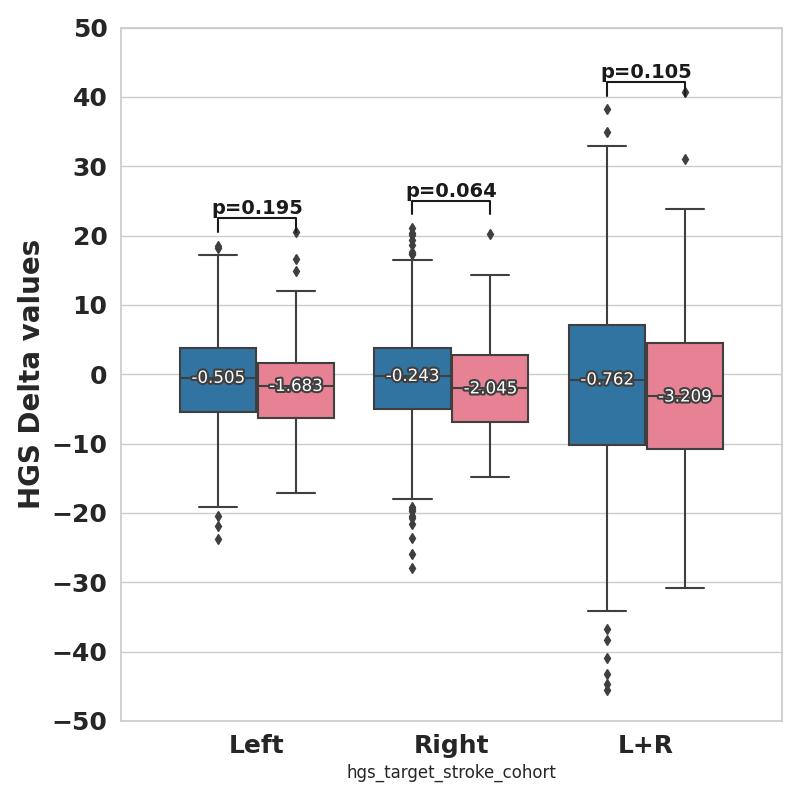 50
40
30
20
10
0
−10
−20
−30
−40
−50
HGS Delta values
p=0.195
p=0.064
p=0.105
-0.505
-1.683
-0.243
-2.045
-0.762
-3.209
Left
Right
L+R
hgs_target_stroke_cohort